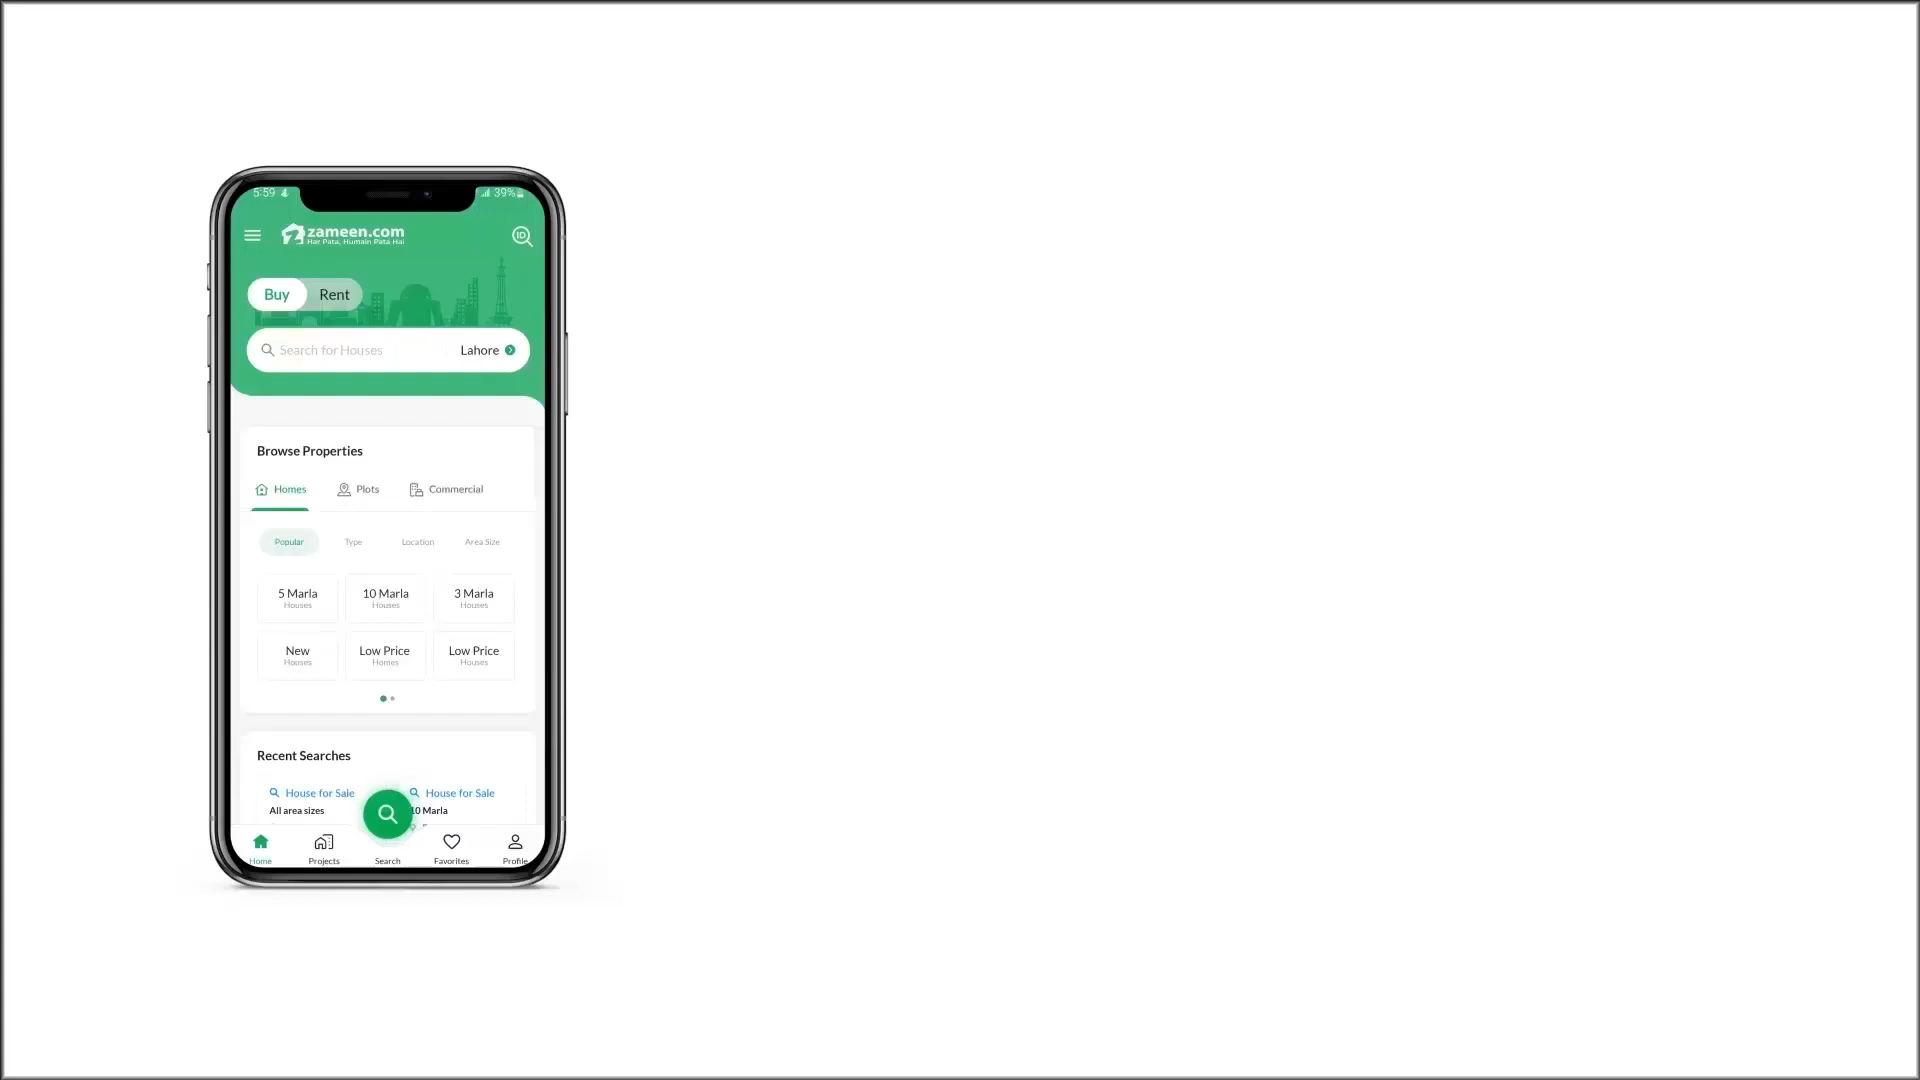 5:59
39%
zameen.com
Har Pata, Humain Pata Hai
ID
Buy Rent
Search for Houses Lahore
Browse Properties
Homes Plots Commercial
Popular Type Location Area Size
5 Marla 10 Marla 3 Marla
Houses Houses Houses
New Low Price Low Price
Houses Homes Houses
Recent Searches
House for Sale House for Sale
All area sizes 10 Marla
Home Projects Search Favorites Profile